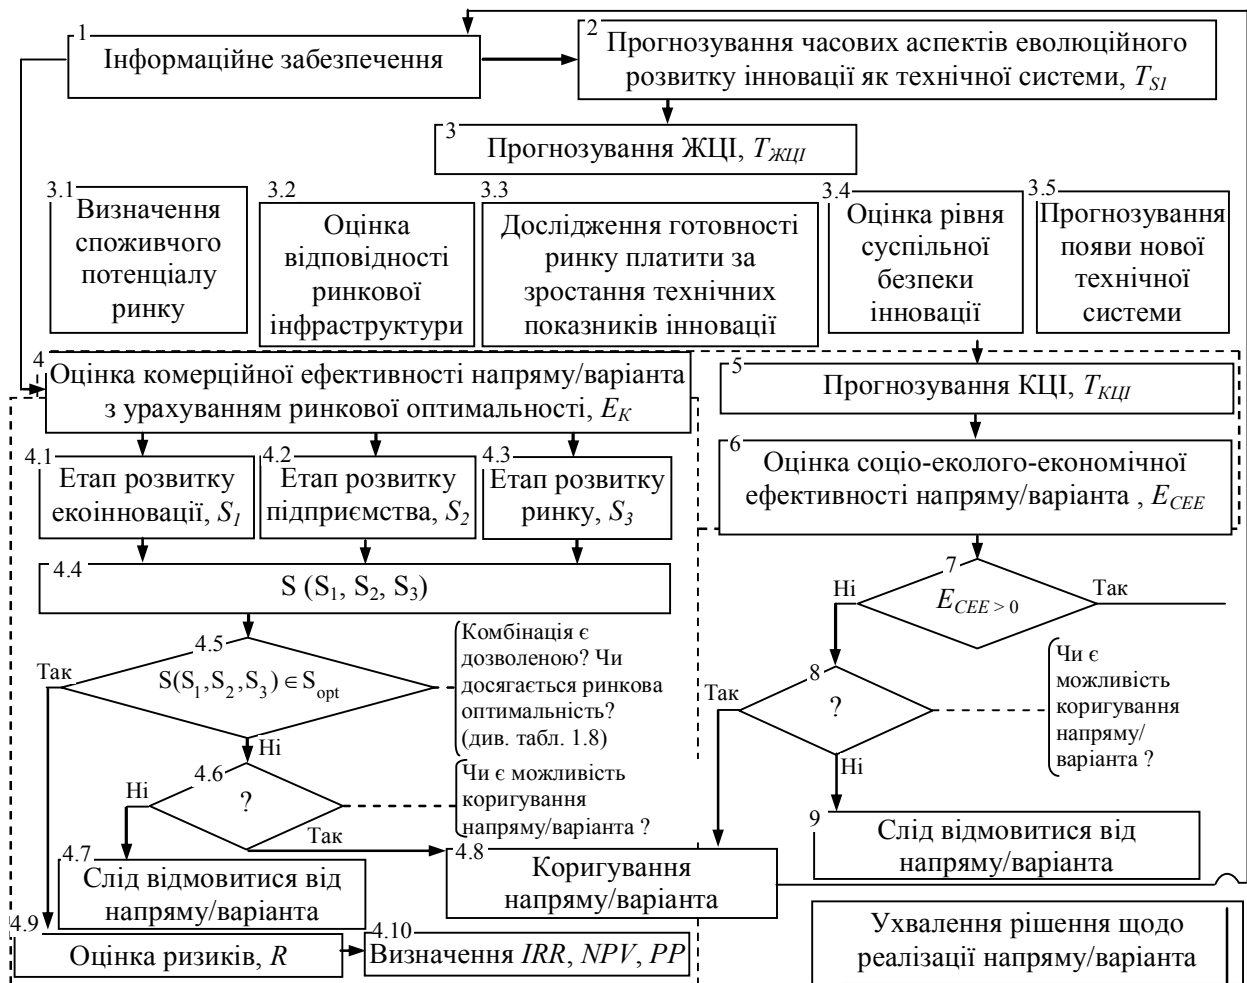 1
Інформаційне забезпечення
2
Прогнозування часових аспектів еволюційного
розвитку інновації як технічної системи, T_SI
3
Прогнозування ЖЦІ, T_ЖЦІ
3.1
Визначення
споживчого
потенціалу
ринку
3.2
Оцінка
відповідності
ринкової
інфраструктури
3.3
Дослідження готовності
ринку платити за
зростання технічних
показників інновації
3.4
Оцінка рівня
суспільної
безпеки
інновації
3.5
Прогнозування
появи нової
технічної
системи
4
Оцінка комерційної ефективності напряму/варіанта
з урахуванням ринкової оптимальності, E_K
5
Прогнозування КЦІ, T_КЦІ
6
Оцінка соціо-еколого-економічної
ефективності напряму/варіанта , E_CEE
4.1
Етап розвитку
екоінновації, S_1
4.2
Етап розвитку
підприємства, S_2
4.3
Етап розвитку
ринку, S_3
4.4
S (S_1, S_2, S_3)
7
Ні
E_CEE > 0
Так
4.5
Так
S(S_1,S_2,S_3) ∈ S_opt
Ні
Комбінація є
дозволеною? Чи
досягається ринкова
оптимальність?
(див. табл. 1.8)
8
Так
?
Ні
Чи є
можливість
коригування
напряму/
варіанта ?
4.6
Ні
?
Так
Чи є можливість
коригування
напряму/варіанта ?
4.7
Слід відмовитися від
напряму/варіанта
4.8
Коригування
напряму/варіанта
9
Слід відмовитися від
напряму/варіанта
4.9
Оцінка ризиків, R
4.10
Визначення IRR, NPV, PP
Ухвалення рішення щодо
реалізації напряму/варіанта